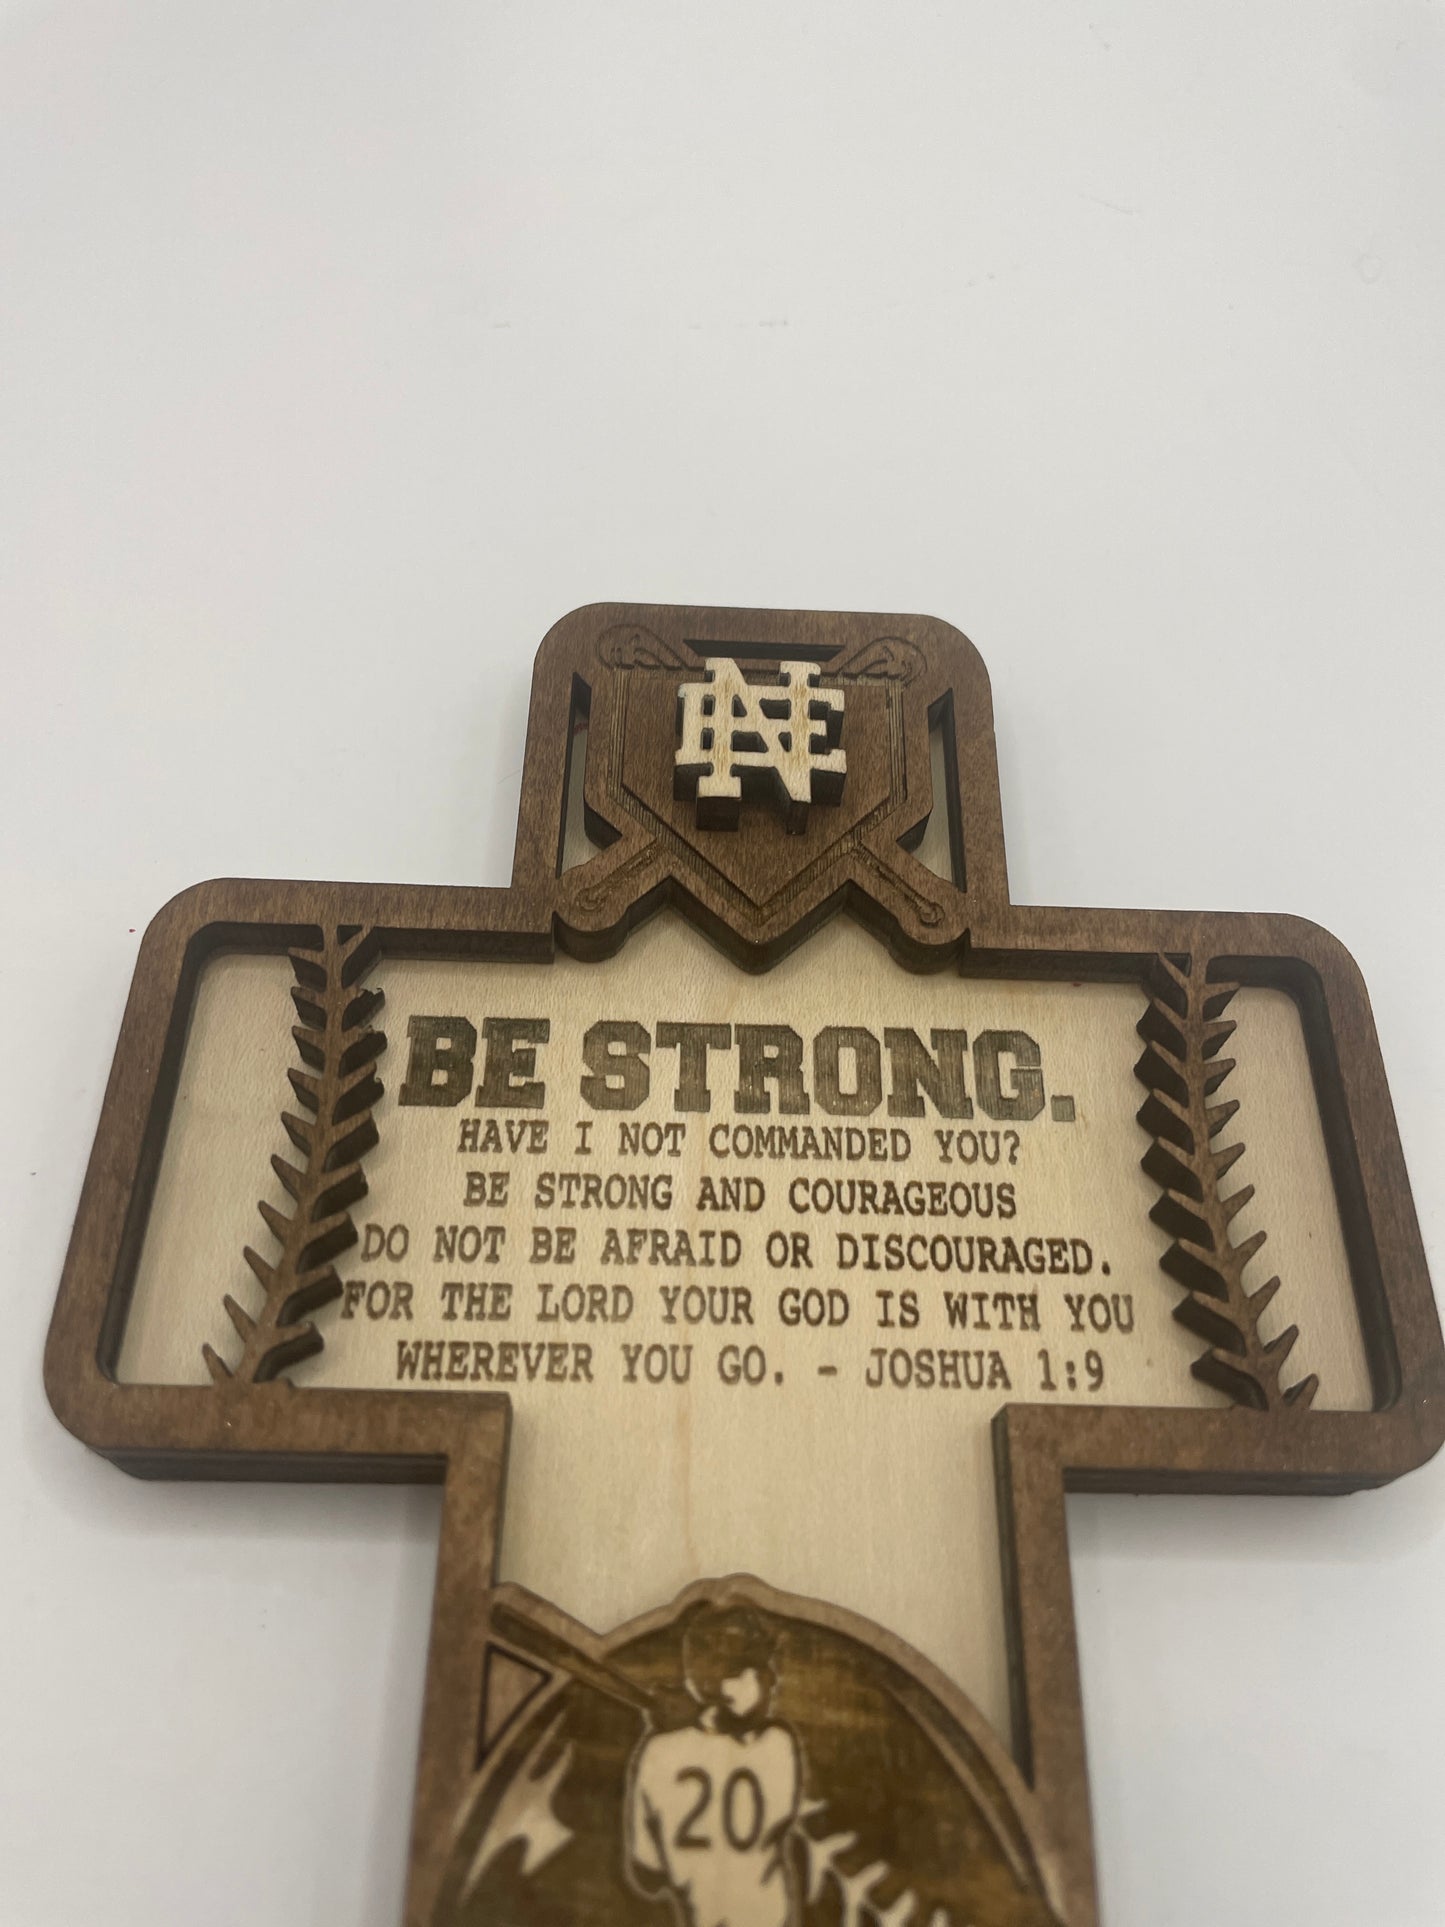 NE
BE STRONG.
HAVE I NOT COMMANDED YOU?
BE STRONG AND COURAGEOUS
DO NOT BE AFRAID OR DISCOURAGED.
FOR THE LORD YOUR GOD IS WITH YOU
WHEREVER YOU GO. - JOSHUA 1:9
20